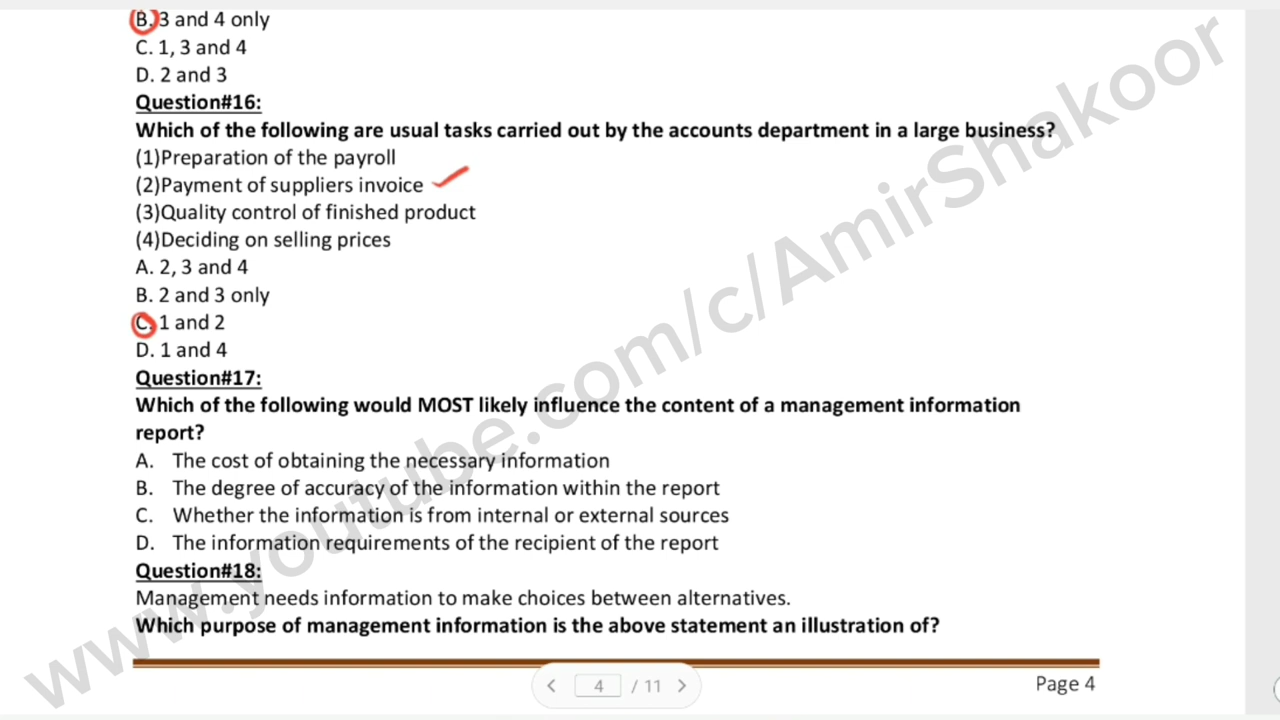 B. 3 and 4 only
C. 1, 3 and 4
D. 2 and 3
Question#16:
Which of the following are usual tasks carried out by the accounts department in a large business?
(1)Preparation of the payroll
(2)Payment of suppliers invoice
(3)Quality control of finished product
(4)Deciding on selling prices
A. 2, 3 and 4
B. 2 and 3 only
C. 1 and 2
D. 1 and 4
Question#17:
Which of the following would MOST likely influence the content of a management information
report?
A. The cost of obtaining the necessary information
B. The degree of accuracy of the information within the report
C. Whether the information is from internal or external sources
D. The information requirements of the recipient of the report
Question#18:
Management needs information to make choices between alternatives.
Which purpose of management information is the above statement an illustration of?
Page 4
4 / 11
www.youtube.com/c/AmirShakoor